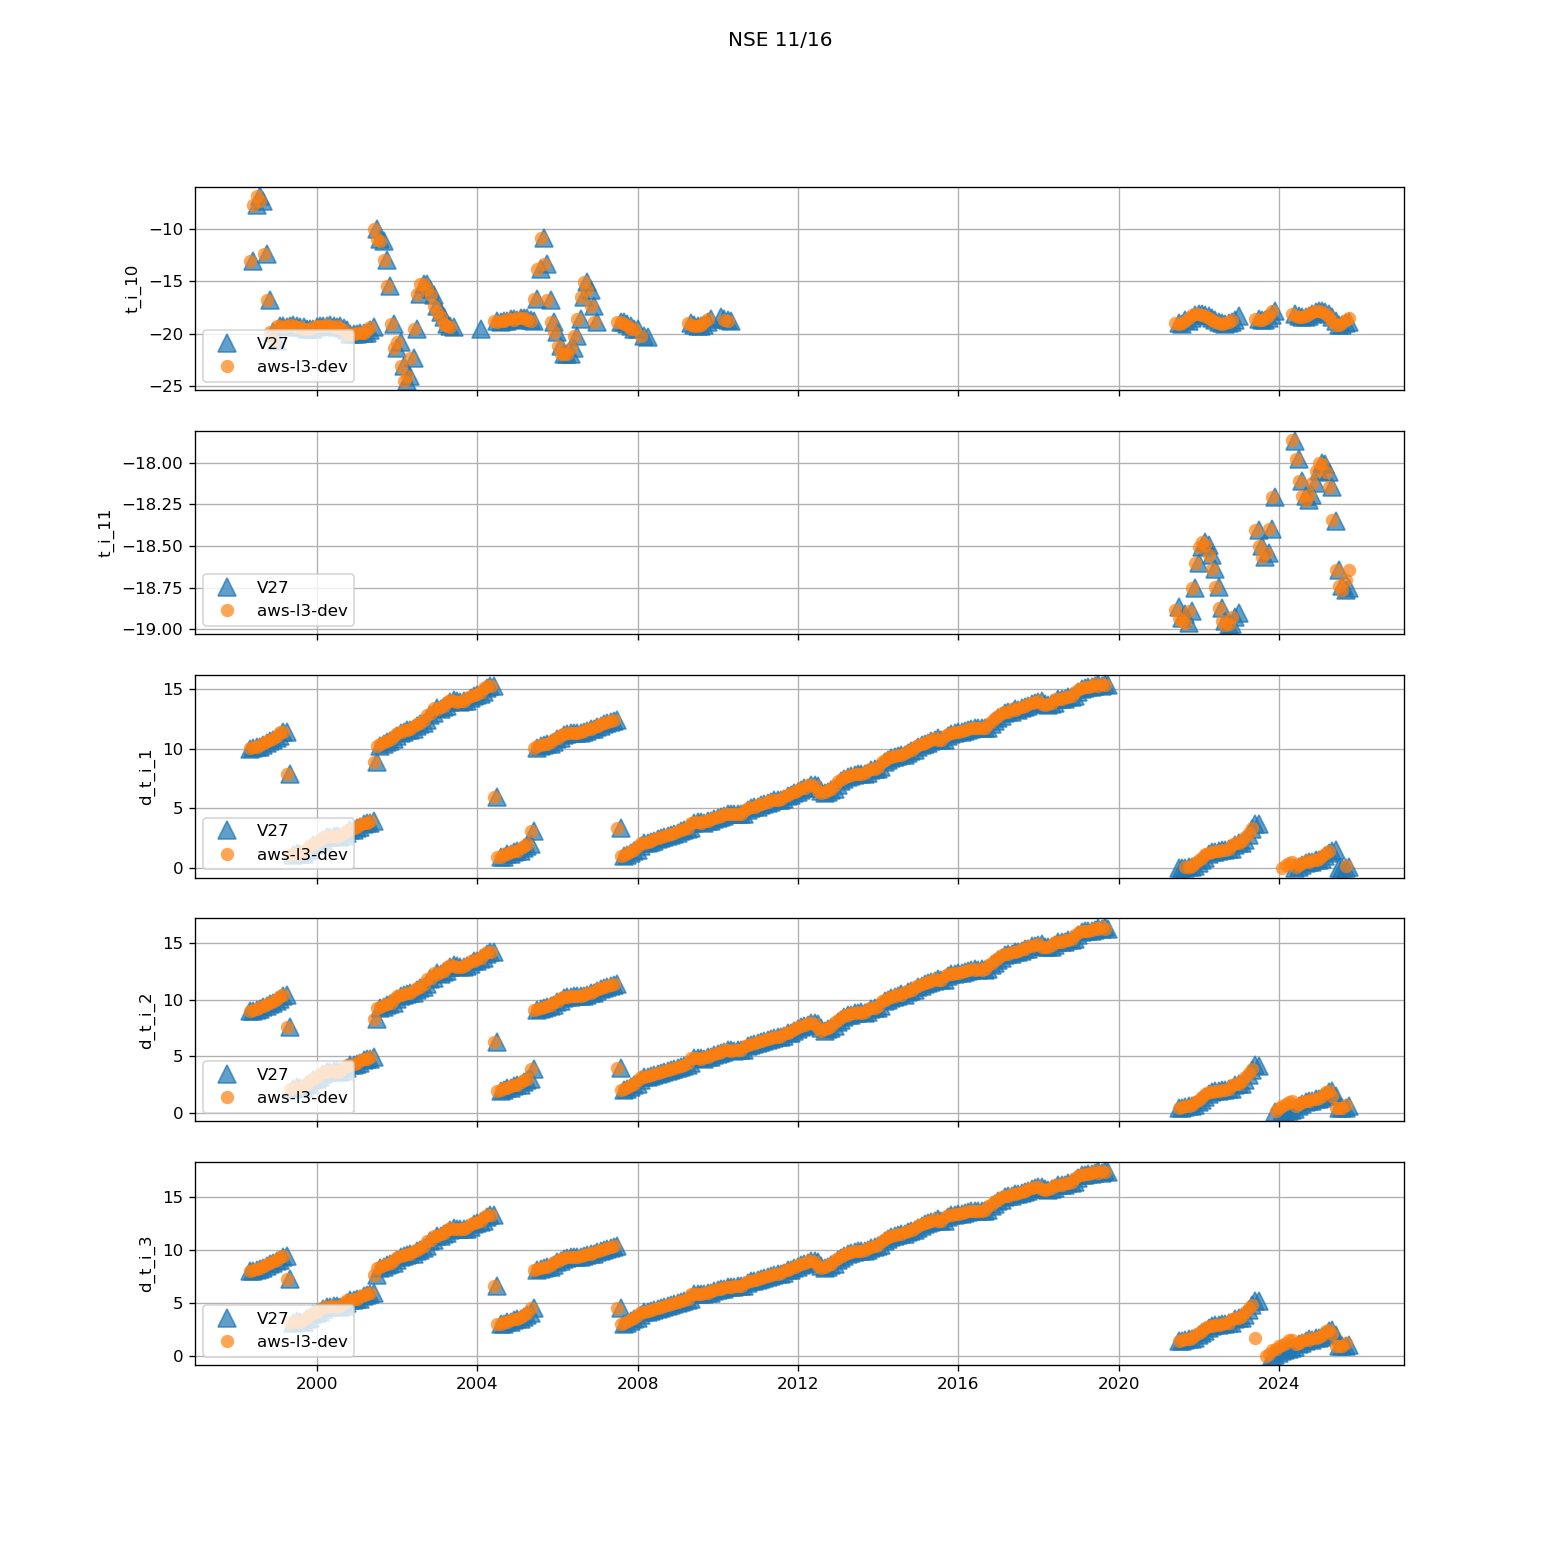 NSE 11/16
−10
−15
−20
−25
t_i_10
V27
aws-l3-dev
−18.00
−18.25
−18.50
−18.75
−19.00
t_i_11
V27
aws-l3-dev
15
10
5
0
d_t_i_1
V27
aws-l3-dev
15
10
5
0
d_t_i_2
V27
aws-l3-dev
15
10
5
0
d_t_i_3
V27
aws-l3-dev
2000 2004 2008 2012 2016 2020 2024